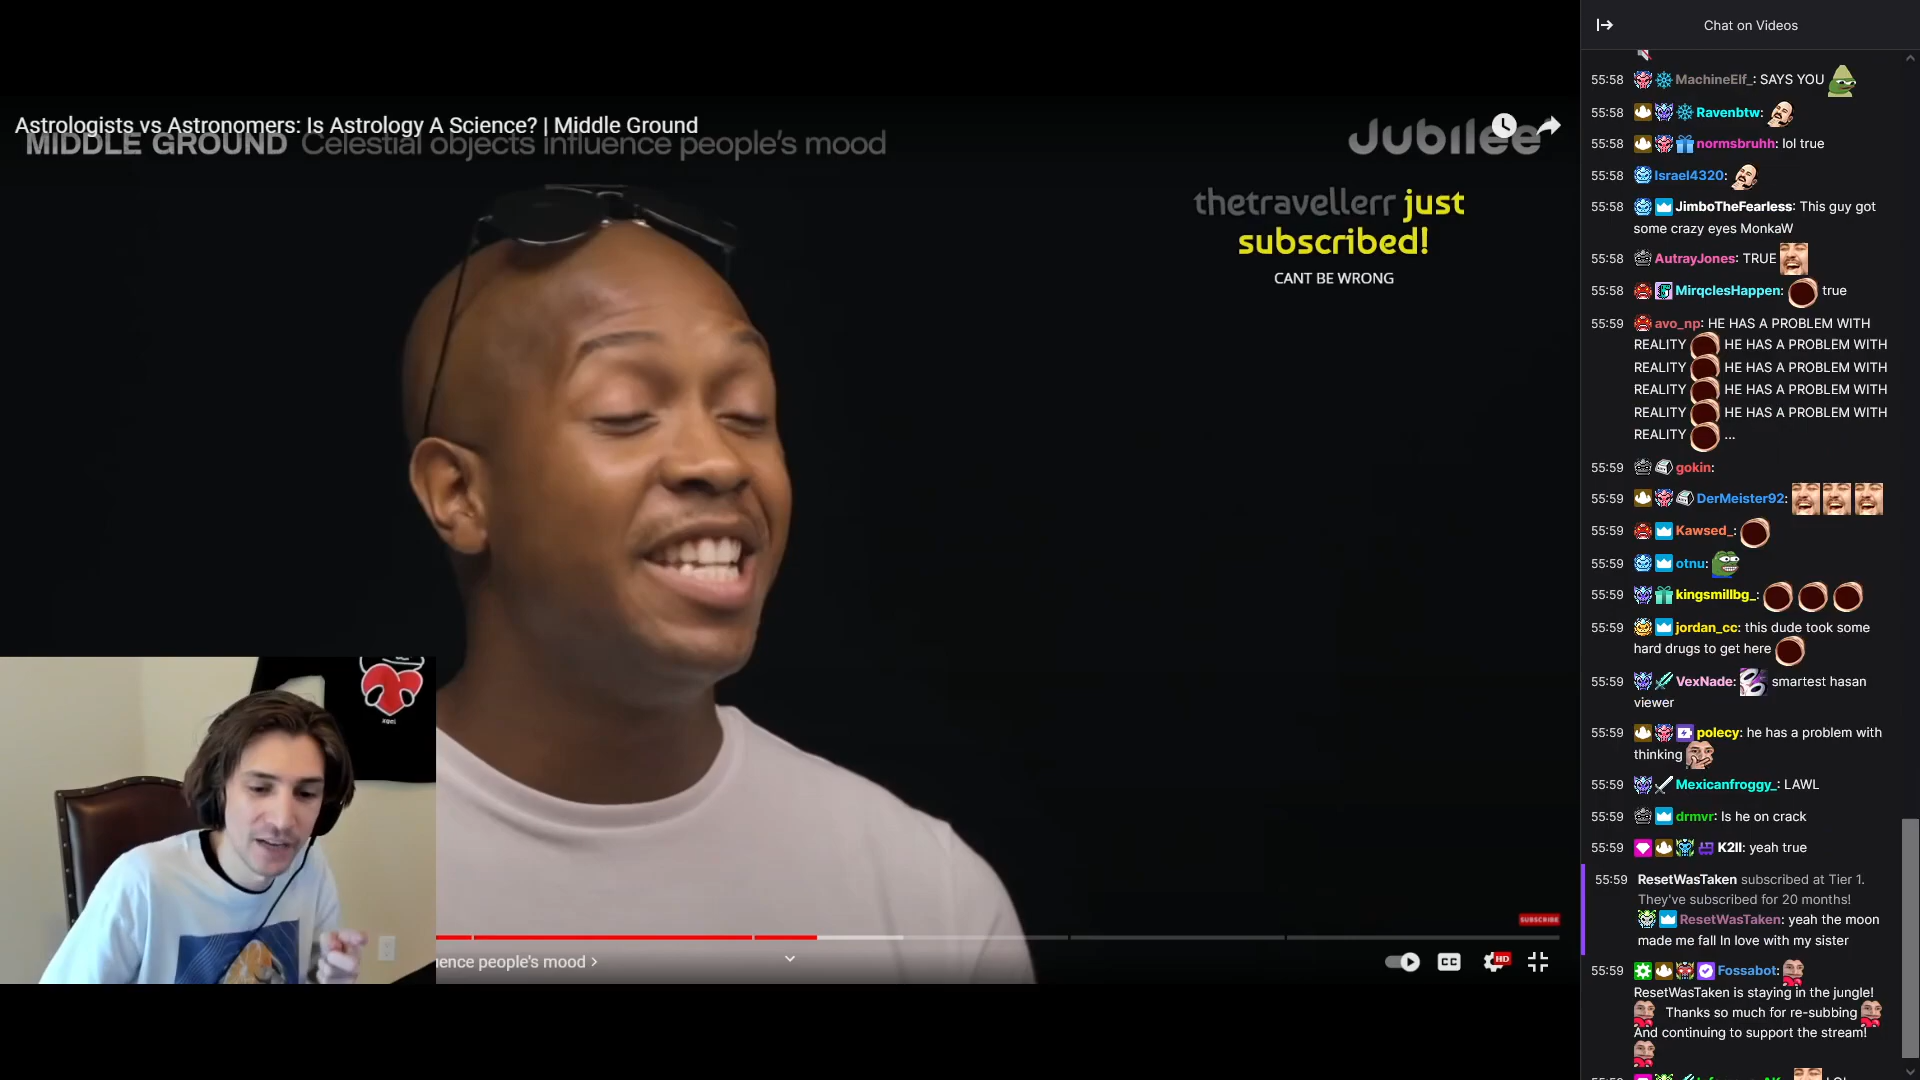 Astrologists vs Astronomers: Is Astrology A Science? | Middle Ground
MIDDLE GROUND Celestial objects influence people's mood
Jubilee
thetravellerr just
subscribed!
CANT BE WRONG
xqcl
SUBSCRIBE
ience people's mood >
CC
HD
Chat on Videos
55:58 MachineElf_: SAYS YOU
55:58 Ravenbtw:
55:58 normsbruhh: lol true
55:58 Israel4320:
55:58 JimboTheFearless: This guy got
some crazy eyes MonkaW
55:58 AutrayJones: TRUE
55:58 MirqclesHappen: true
55:59 avo_np: HE HAS A PROBLEM WITH
REALITY HE HAS A PROBLEM WITH
REALITY HE HAS A PROBLEM WITH
REALITY HE HAS A PROBLEM WITH
REALITY HE HAS A PROBLEM WITH
REALITY ...
55:59 gokin:
55:59 DerMeister92:
55:59 Kawsed_:
55:59 otnu:
55:59 kingsmillbg_:
55:59 jordan_cc: this dude took some
hard drugs to get here
55:59 VexNade: smartest hasan
viewer
55:59 polecy: he has a problem with
thinking
55:59 Mexicanfroggy_: LAWL
55:59 drmvr: Is he on crack
55:59 K2II: yeah true
55:59 ResetWasTaken subscribed at Tier 1.
They've subscribed for 20 months!
ResetWasTaken: yeah the moon
made me fall In love with my sister
55:59 Fossabot:
ResetWasTaken is staying in the jungle!
Thanks so much for re-subbing
And continuing to support the stream!